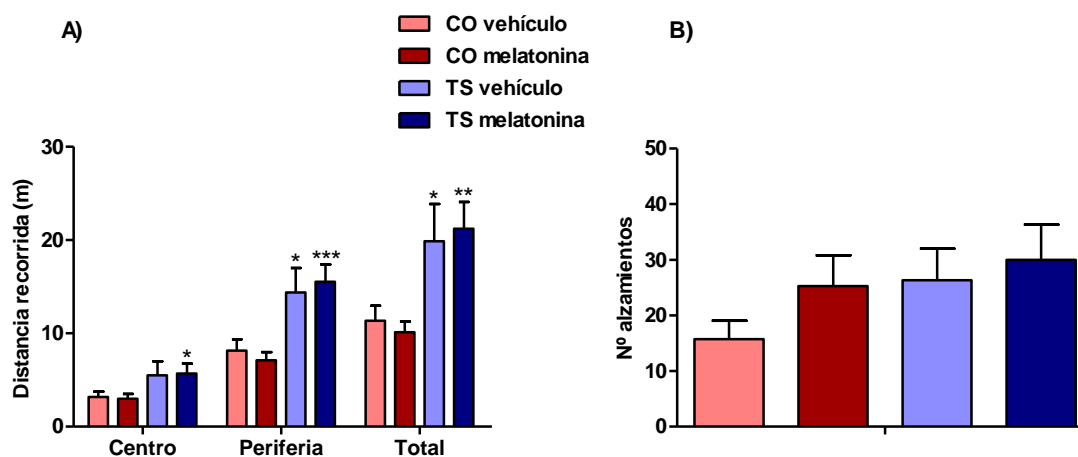 A)
CO vehículo
CO melatonina
TS vehículo
TS melatonina
B)
Distancia recorrida (m)
30
20
10
0
*
*
***
*
**
Centro
Periferia
Total
Nº alzamientos
50
40
30
20
10
0